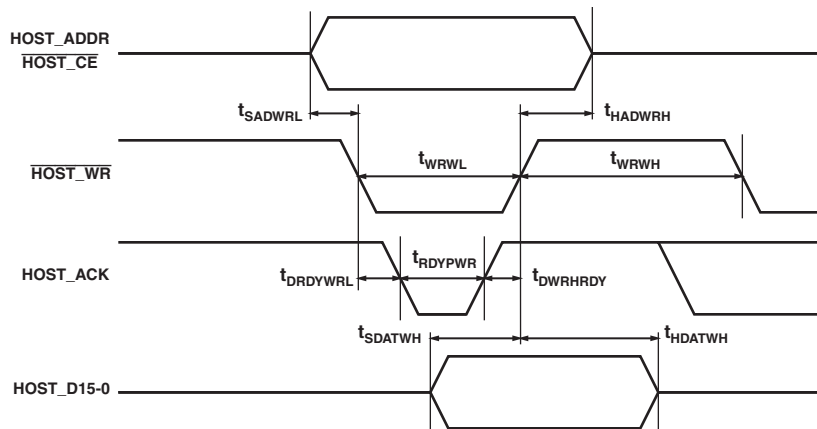 HOST_ADDR
HOST_CE
tSADWRL
tHADWRH
HOST_WR
tWRWL
tWRWH
HOST_ACK
tDRDYWRL
tRDYPWR
tDWRHRDY
tSDATWH
tHDATWH
HOST_D15-0